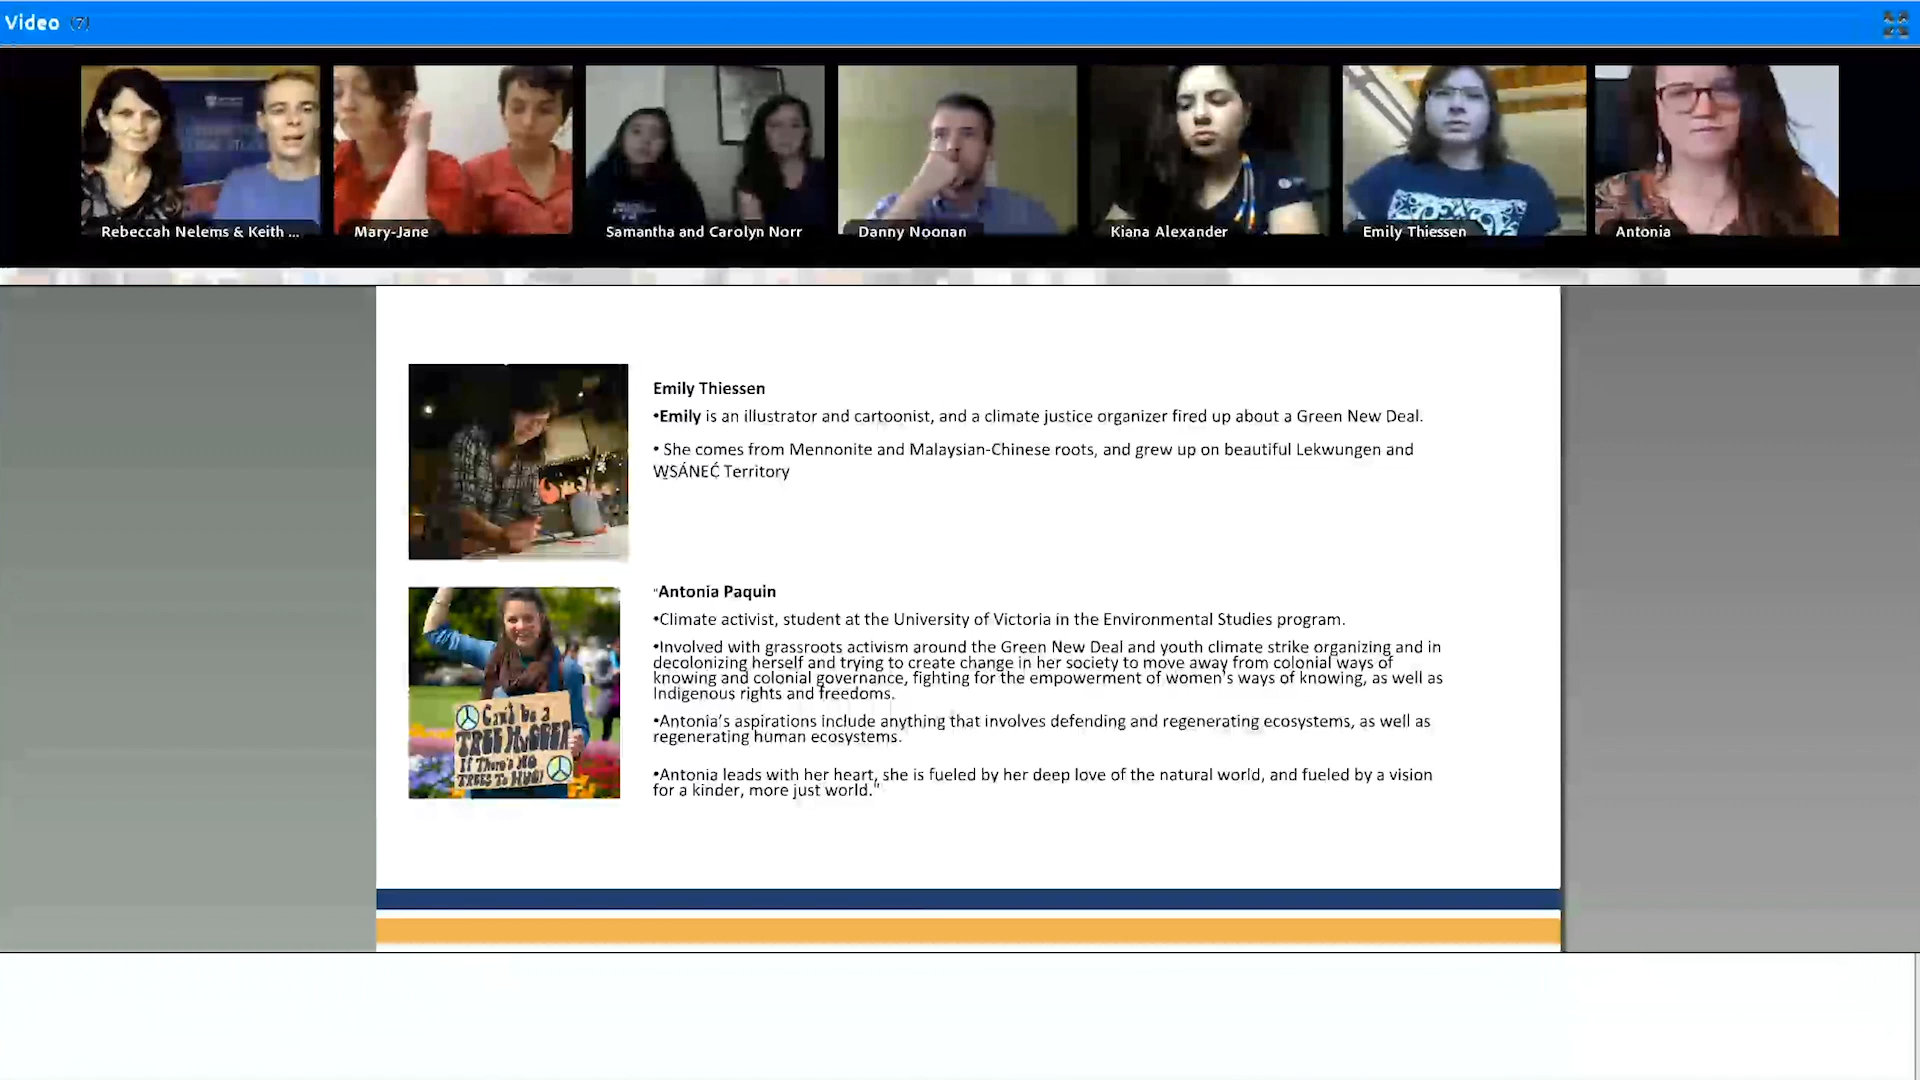 Video (7)
Rebeccah Nelems & Keith ...
Mary-Jane
Samantha and Carolyn Norr
Danny Noonan
Kiana Alexander
Emily Thiessen
Antonia
Emily Thiessen
•Emily is an illustrator and cartoonist, and a climate justice organizer fired up about a Green New Deal.
• She comes from Mennonite and Malaysian-Chinese roots, and grew up on beautiful Lekwungen and
W̱SÁNEĆ Territory
"Antonia Paquin
•Climate activist, student at the University of Victoria in the Environmental Studies program.
•Involved with grassroots activism around the Green New Deal and youth climate strike organizing and in
decolonizing herself and trying to create change in her society to move away from colonial ways of
knowing and colonial governance, fighting for the empowerment of women's ways of knowing, as well as
Indigenous rights and freedoms.
•Antonia's aspirations include anything that involves defending and regenerating ecosystems, as well as
regenerating human ecosystems.
•Antonia leads with her heart, she is fueled by her deep love of the natural world, and fueled by a vision
for a kinder, more just world."
Can't be a
TREE HUGGER
If There's NO
TREES To HUG!